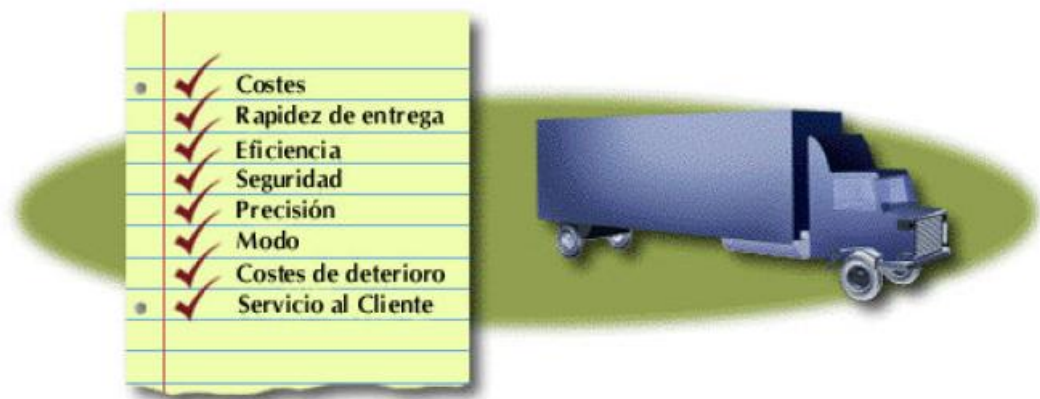 Costes
Rapidez de entrega
Eficiencia
Seguridad
Precisión
Modo
Costes de deterioro
Servicio al Cliente